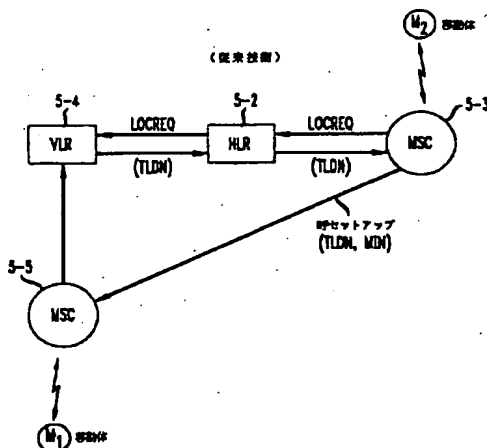 M2 移動体
(従来技術)
5-4
5-2
5-3
VLR
LOCREQ
HLR
LOCREQ
MSC
(TLDN)
(TLDN)
呼セットアップ
(TLDN, MIN)
5-5
MSC
M1 移動体